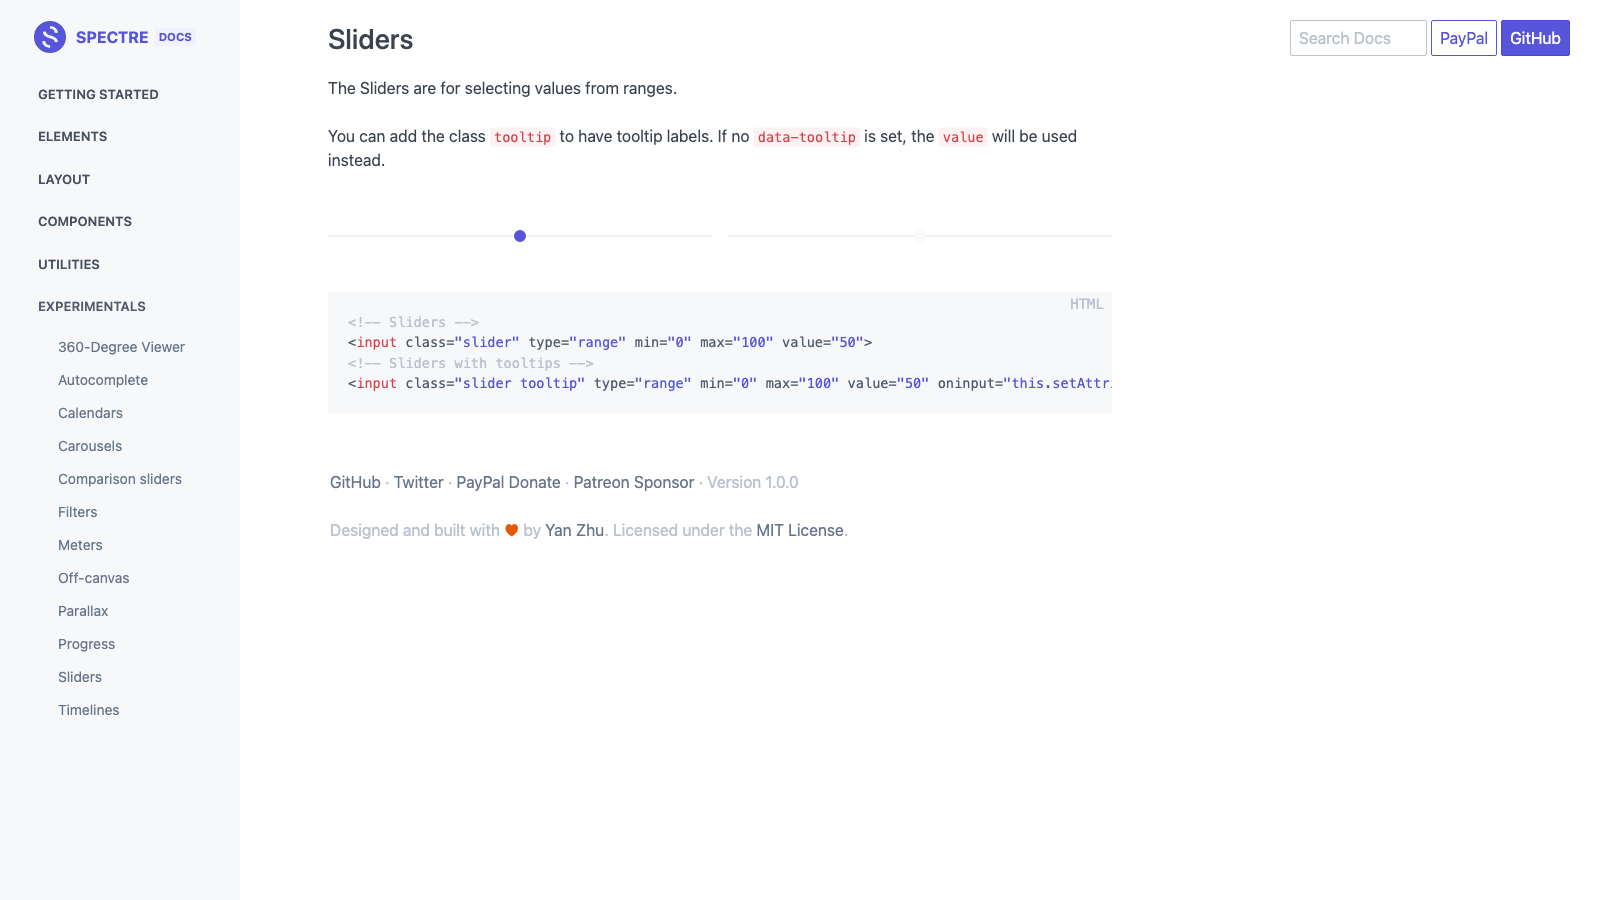 SPECTRE DOCS
GETTING STARTED
ELEMENTS
LAYOUT
COMPONENTS
UTILITIES
EXPERIMENTALS
360-Degree Viewer
Autocomplete
Calendars
Carousels
Comparison sliders
Filters
Meters
Off-canvas
Parallax
Progress
Sliders
Timelines
Search Docs PayPal GitHub
Sliders
The Sliders are for selecting values from ranges.
You can add the class tooltip to have tooltip labels. If no data-tooltip is set, the value will be used
instead.
HTML
<!-- Sliders -->
<input class="slider" type="range" min="0" max="100" value="50">
<!-- Sliders with tooltips -->
<input class="slider tooltip" type="range" min="0" max="100" value="50" oninput="this.setAttri
GitHub · Twitter · PayPal Donate · Patreon Sponsor · Version 1.0.0
Designed and built with ♥ by Yan Zhu. Licensed under the MIT License.